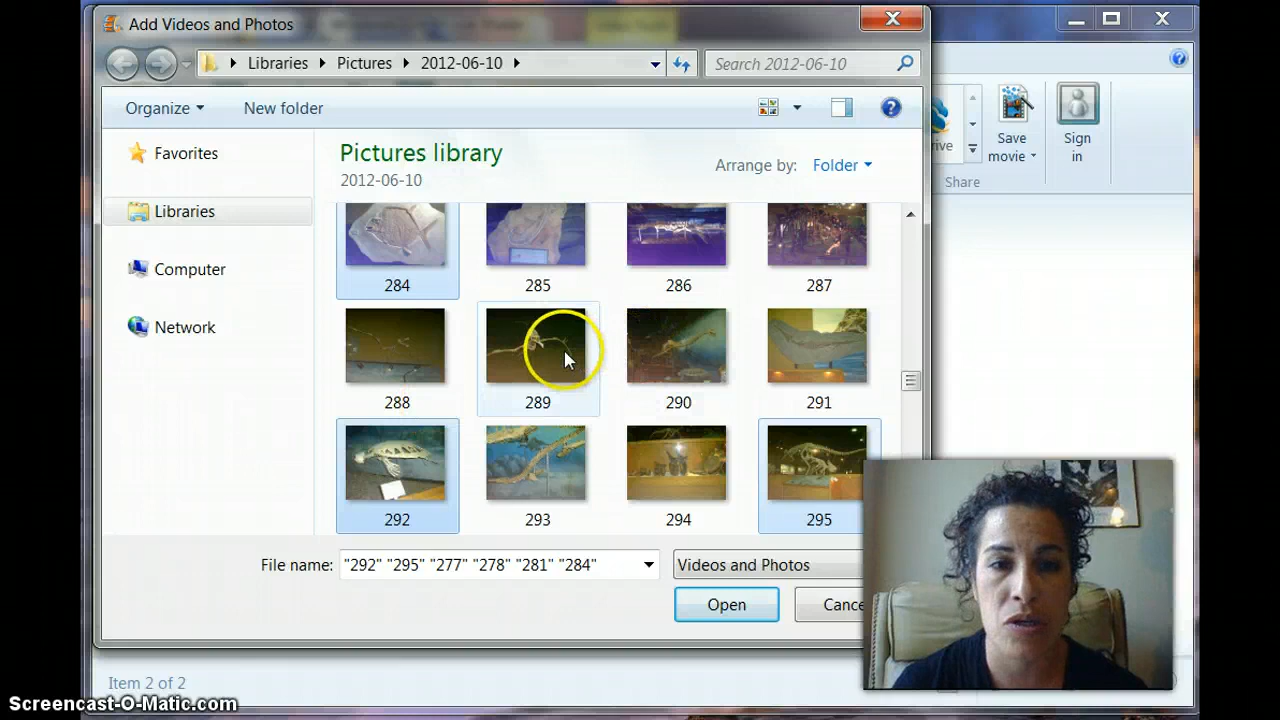 Add Videos and Photos
Libraries Pictures 2012-06-10
Search 2012-06-10
Organize New folder
rive
Save movie
Sign in
Share
Favorites
Libraries
Computer
Network
Pictures library
2012-06-10
Arrange by: Folder
284 285 286 287
288 289 290 291
292 293 294 295
File name: "292" "295" "277" "278" "281" "284"
Videos and Photos
Open Cance
Item 2 of 2
Screencast-O-Matic.com